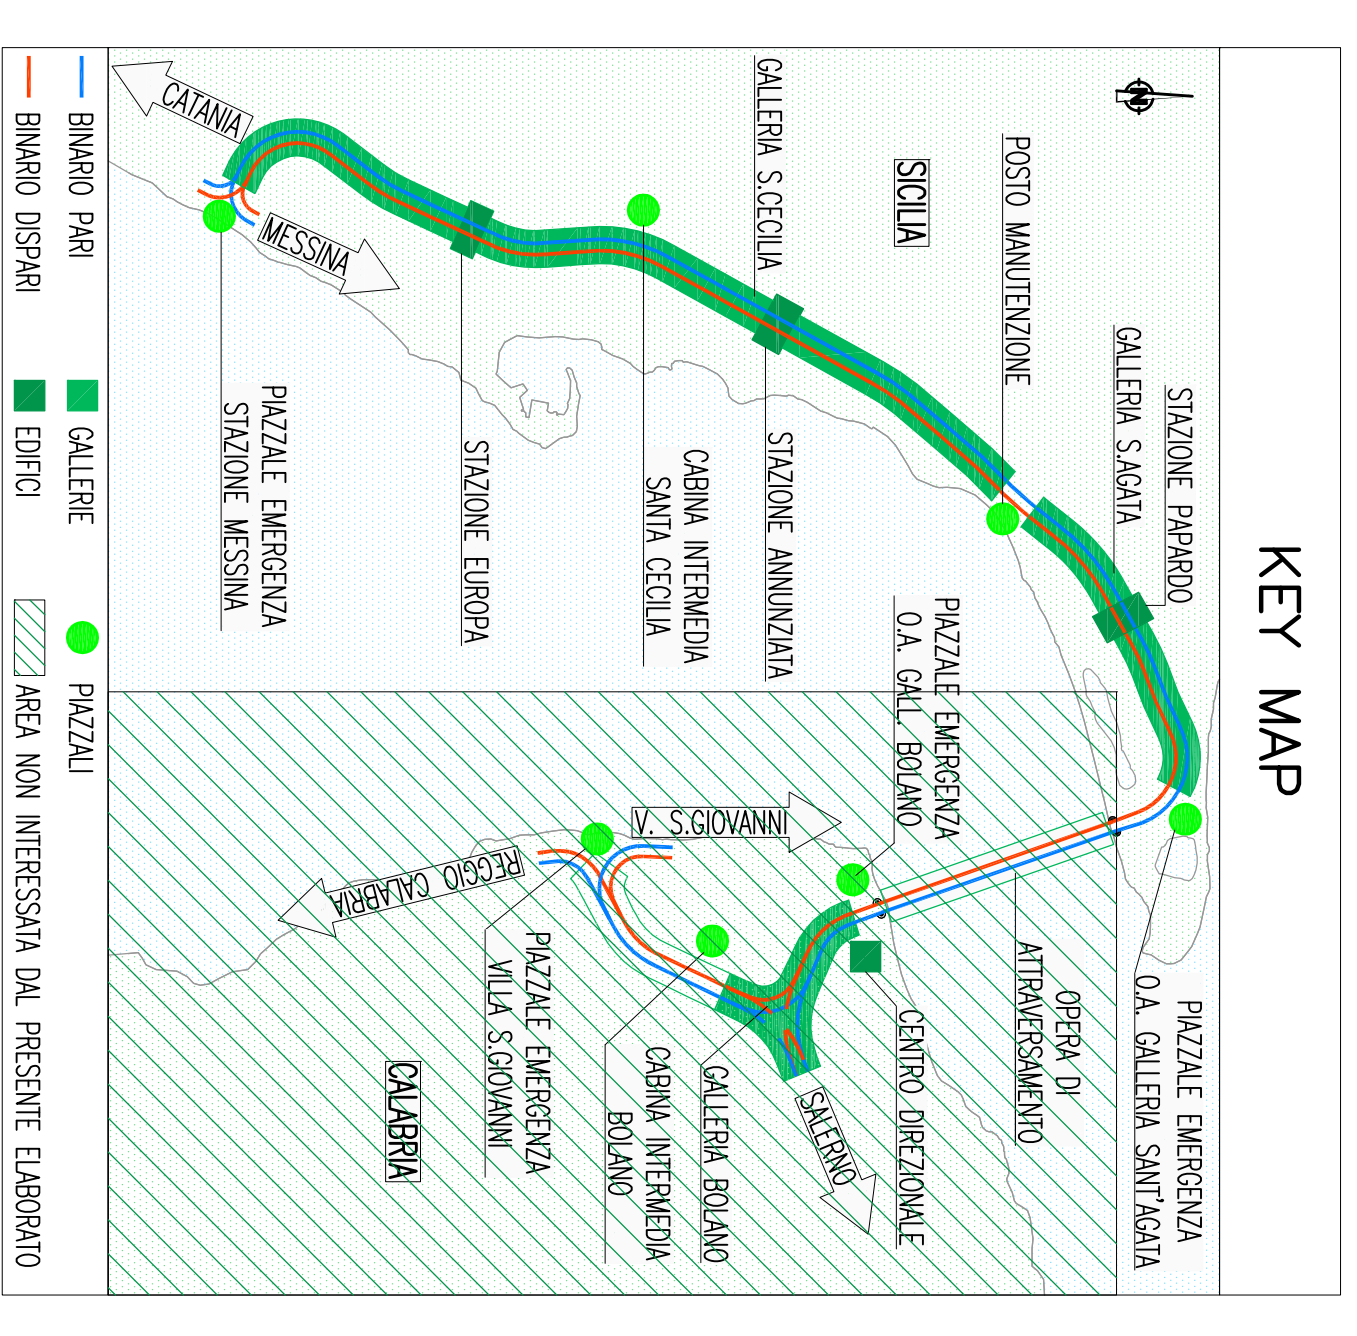 KEY MAP
N
STAZIONE PAPARDO
GALLERIA S.AGATA
POSTO MANUTENZIONE
SICILIA
GALLERIA S.CECILIA
CATANIA
MESSINA
PIAZZALE EMERGENZA
STAZIONE MESSINA
STAZIONE EUROPA
CABINA INTERMEDIA
SANTA CECILIA
STAZIONE ANNUNZIATA
PIAZZALE EMERGENZA
O.A. GALL. BOLANO
PIAZZALE EMERGENZA
O.A. GALLERIA SANT'AGATA
OPERA DI
ATTRAVERSAMENTO
CENTRO DIREZIONALE
SALERNO
GALLERIA BOLANO
CABINA INTERMEDIA
BOLANO
PIAZZALE EMERGENZA
VILLA S.GIOVANNI
V. S.GIOVANNI
REGGIO CALABRIA
CALABRIA
BINARIO PARI
GALLERIE
PIAZZALI
BINARIO DISPARI
EDIFICI
AREA NON INTERESSATA DAL PRESENTE ELABORATO